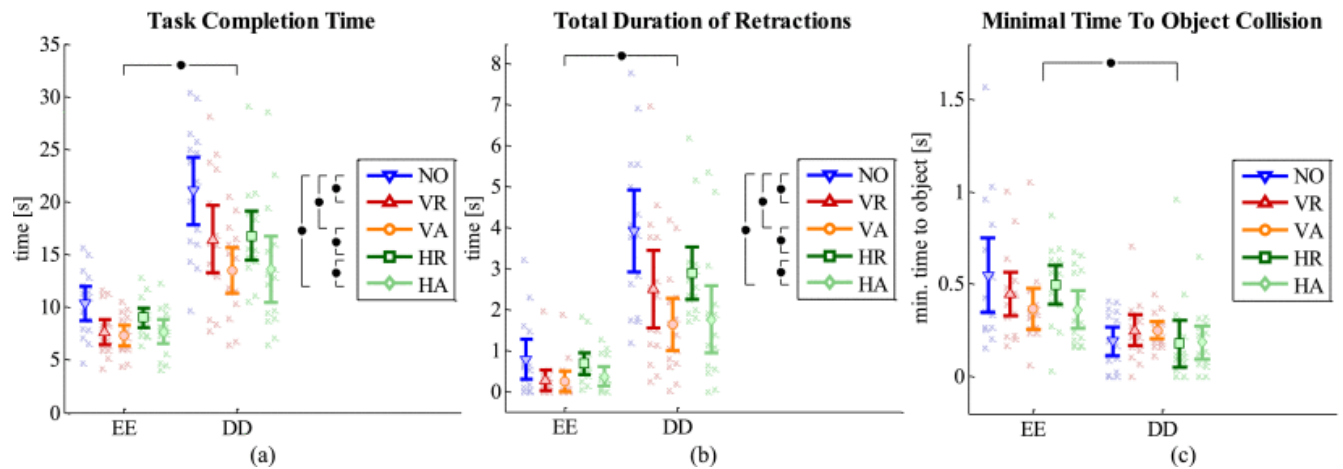 Task Completion Time
35
30
25
20
15
10
5
0
time [s]
EE
DD
NO
VR
VA
HR
HA
(a)
Total Duration of Retractions
8
7
6
5
4
3
2
1
0
time [s]
EE
DD
NO
VR
VA
HR
HA
(b)
Minimal Time To Object Collision
1.5
1
0.5
0
min. time to object [s]
EE
DD
NO
VR
VA
HR
HA
(c)